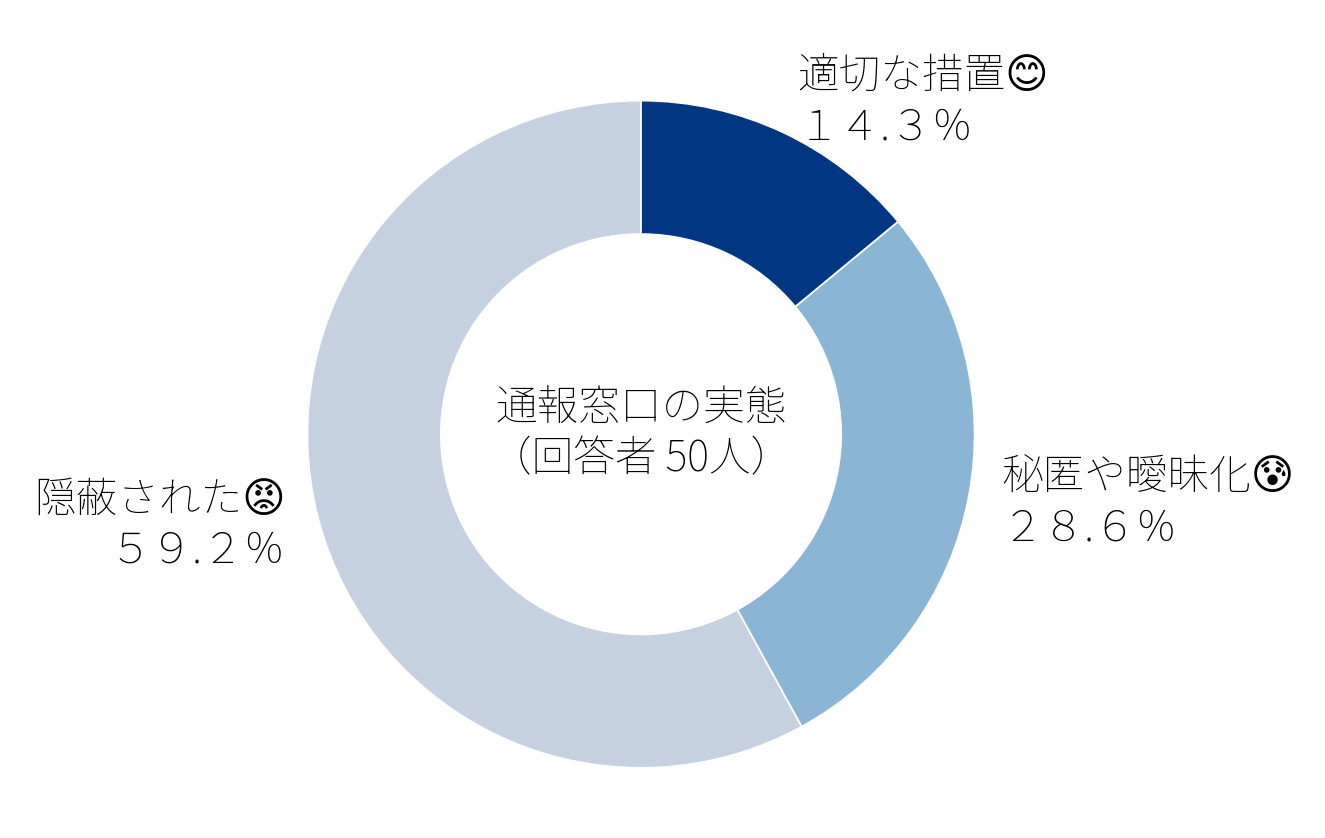 適切な措置😊
１４.３％
通報窓口の実態
（回答者 50人）
秘匿や曖昧化😰
２８.６％
隠蔽された😡
５９.２％